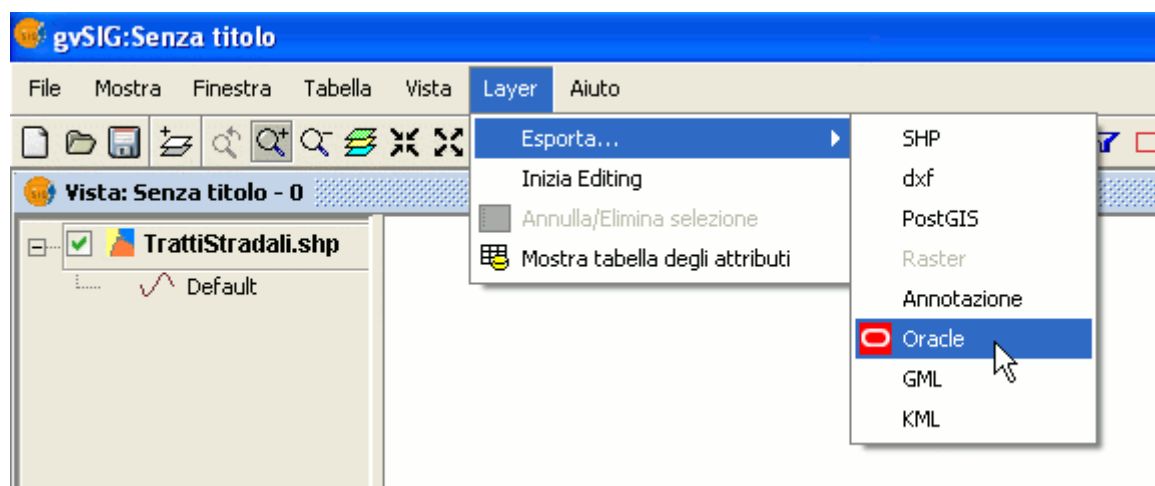 gvSIG:Senza titolo
File Mostra Finestra Tabella Vista Layer Aiuto
Esporta...
Inizia Editing
Annulla/Elimina selezione
Mostra tabella degli attributi
SHP
dxf
PostGIS
Raster
Annotazione
Oracle
GML
KML
Vista: Senza titolo - 0
TrattiStradali.shp
Default